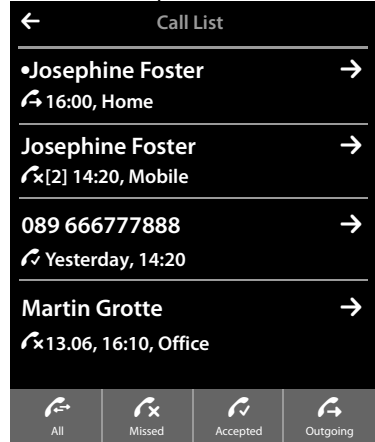 Call List
•Josephine Foster
16:00, Home
Josephine Foster
[2] 14:20, Mobile
089 666777888
Yesterday, 14:20
Martin Grotte
13.06, 16:10, Office
All Missed Accepted Outgoing